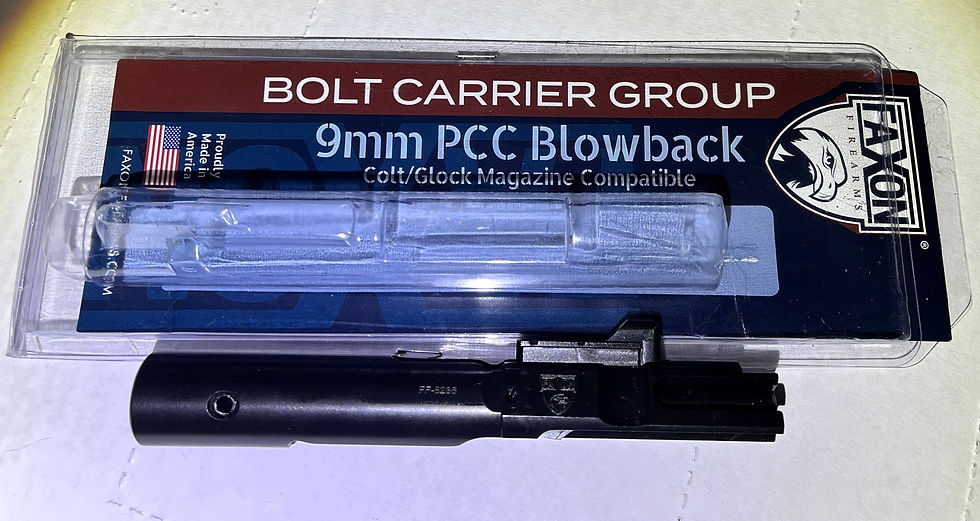 BOLT CARRIER GROUP
9mm PCC Blowback
Colt/Glock Magazine Compatible
Proudly
Made in
America
FAXON
FIREARMS
®